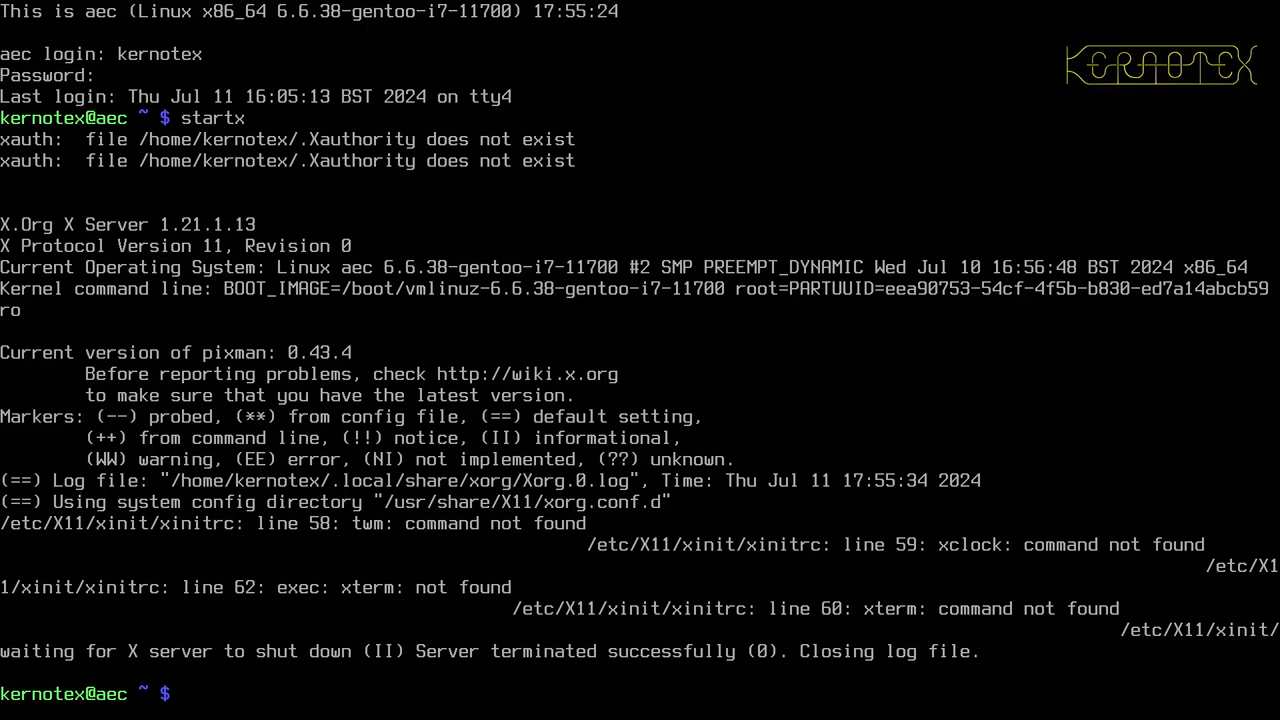 This is aec (Linux x86_64 6.6.38-gentoo-i7-11700) 17:55:24
KERNOTEX
aec login: kernotex
Password:
Last login: Thu Jul 11 16:05:13 BST 2024 on tty4
kernotex@aec ~ $ startx
xauth:  file /home/kernotex/.Xauthority does not exist
xauth:  file /home/kernotex/.Xauthority does not exist
X.Org X Server 1.21.1.13
X Protocol Version 11, Revision 0
Current Operating System: Linux aec 6.6.38-gentoo-i7-11700 #2 SMP PREEMPT_DYNAMIC Wed Jul 10 16:56:48 BST 2024 x86_64
Kernel command line: BOOT_IMAGE=/boot/vmlinuz-6.6.38-gentoo-i7-11700 root=PARTUUID=eea90753-54cf-4f5b-b830-ed7a14abcb59
ro
Current version of pixman: 0.43.4
Before reporting problems, check http://wiki.x.org
to make sure that you have the latest version.
Markers: (--) probed, (**) from config file, (==) default setting,
(++) from command line, (!!) notice, (II) informational,
(WW) warning, (EE) error, (NI) not implemented, (??) unknown.
(==) Log file: "/home/kernotex/.local/share/xorg/Xorg.0.log", Time: Thu Jul 11 17:55:34 2024
(==) Using system config directory "/usr/share/X11/xorg.conf.d"
/etc/X11/xinit/xinitrc: line 58: twm: command not found
/etc/X11/xinit/xinitrc: line 59: xclock: command not found
/etc/X1
1/xinit/xinitrc: line 62: exec: xterm: not found
/etc/X11/xinit/xinitrc: line 60: xterm: command not found
/etc/X11/xinit/
waiting for X server to shut down (II) Server terminated successfully (0). Closing log file.
kernotex@aec ~ $